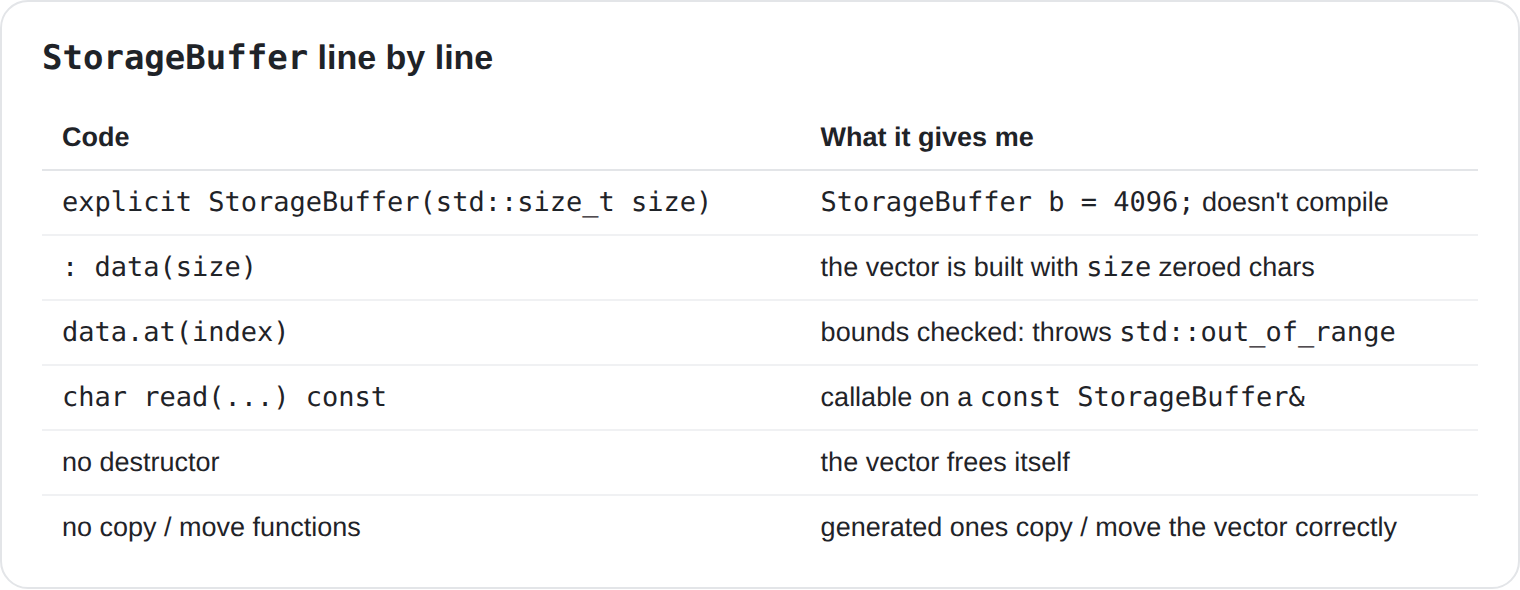 StorageBuffer line by line
Code What it gives me
explicit StorageBuffer(std::size_t size) StorageBuffer b = 4096; doesn't compile
: data(size) the vector is built with size zeroed chars
data.at(index) bounds checked: throws std::out_of_range
char read(...) const callable on a const StorageBuffer&
no destructor the vector frees itself
no copy / move functions generated ones copy / move the vector correctly